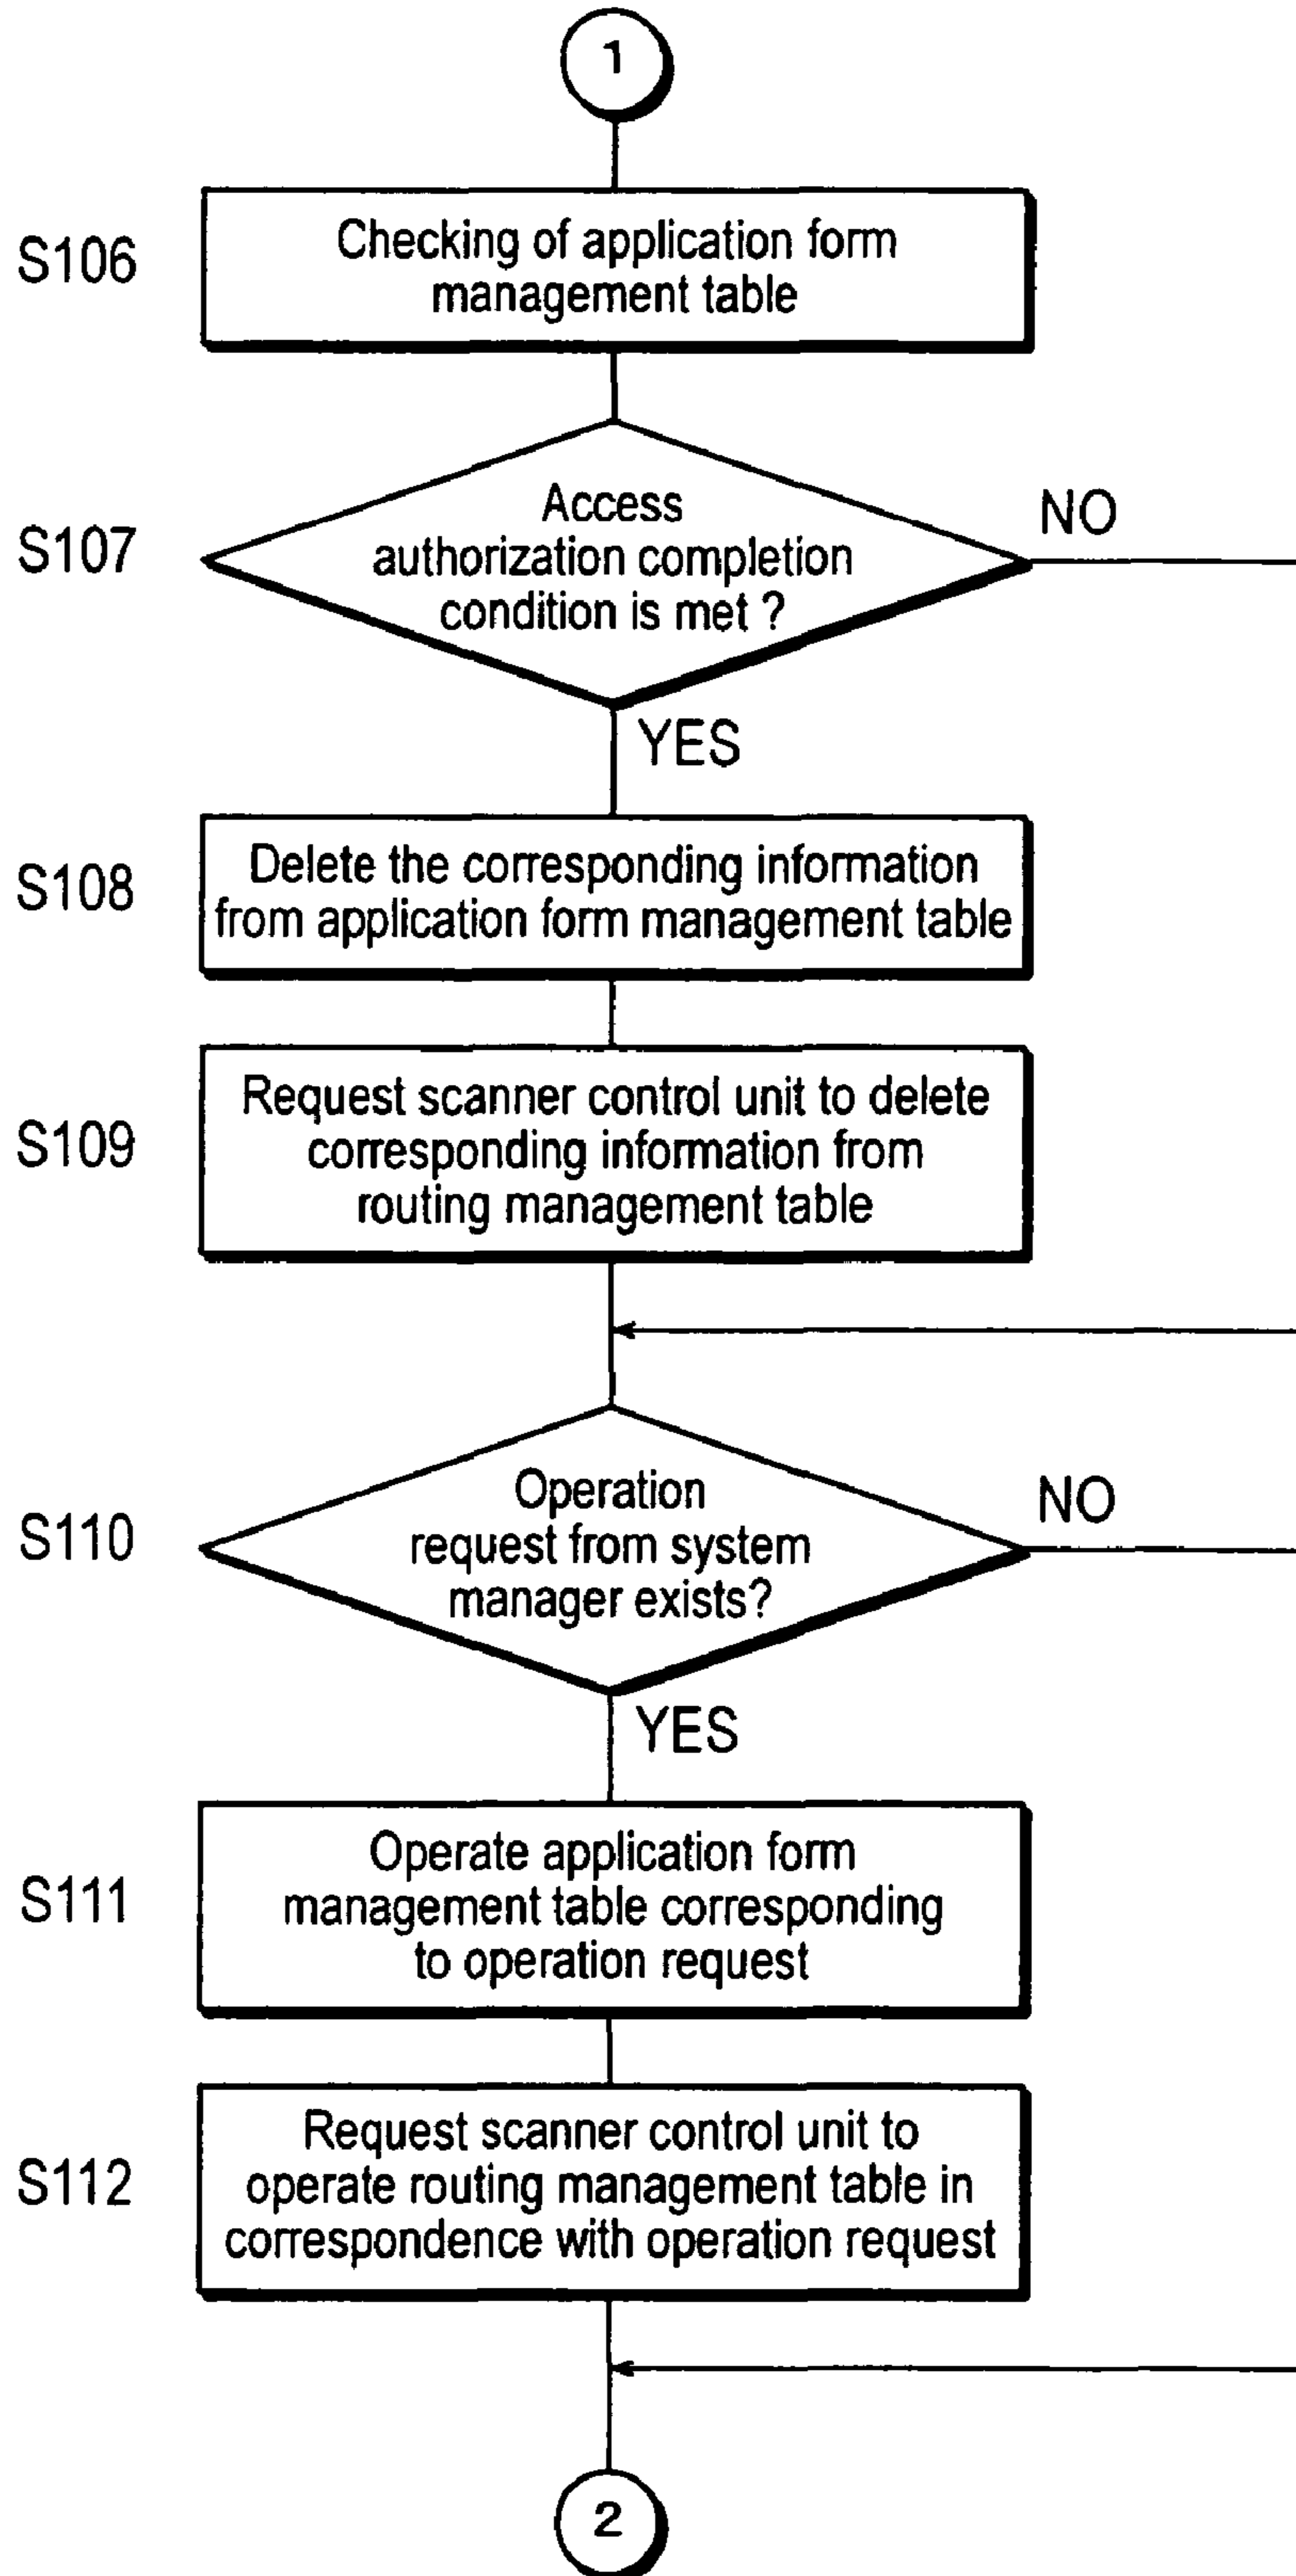 1
S106
Checking of application form
management table
S107
Access
authorization completion
condition is met ?
NO
YES
S108
Delete the corresponding information
from application form management table
S109
Request scanner control unit to delete
corresponding information from
routing management table
S110
Operation
request from system
manager exists?
NO
YES
S111
Operate application form
management table corresponding
to operation request
S112
Request scanner control unit to
operate routing management table in
correspondence with operation request
2